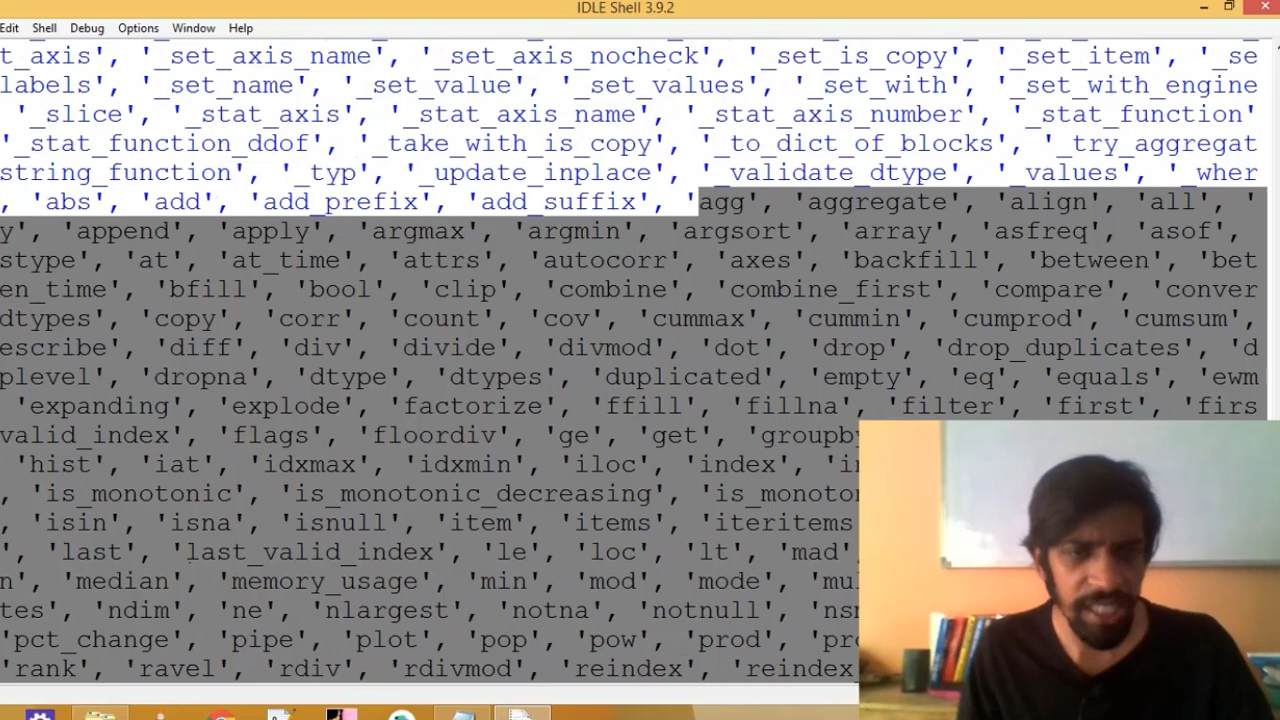 IDLE Shell 3.9.2
Edit Shell Debug Options Window Help
t_axis', '_set_axis_name', '_set_axis_nocheck', '_set_is_copy', '_set_item', '_se
labels', '_set_name', '_set_value', '_set_values', '_set_with', '_set_with_engine
'_slice', '_stat_axis', '_stat_axis_name', '_stat_axis_number', '_stat_function'
'_stat_function_ddof', '_take_with_is_copy', '_to_dict_of_blocks', '_try_aggregat
string_function', '_typ', '_update_inplace', '_validate_dtype', '_values', '_wher
, 'abs', 'add', 'add_prefix', 'add_suffix', 'agg', 'aggregate', 'align', 'all', '
y', 'append', 'apply', 'argmax', 'argmin', 'argsort', 'array', 'asfreq', 'asof',
stype', 'at', 'at_time', 'attrs', 'autocorr', 'axes', 'backfill', 'between', 'bet
en_time', 'bfill', 'bool', 'clip', 'combine', 'combine_first', 'compare', 'conver
dtypes', 'copy', 'corr', 'count', 'cov', 'cummax', 'cummin', 'cumprod', 'cumsum',
escribe', 'diff', 'div', 'divide', 'divmod', 'dot', 'drop', 'drop_duplicates', 'd
plevel', 'dropna', 'dtype', 'dtypes', 'duplicated', 'empty', 'eq', 'equals', 'ewm
'expanding', 'explode', 'factorize', 'ffill', 'fillna', 'filter', 'first', 'firs
valid_index', 'flags', 'floordiv', 'ge', 'get', 'groupby
'hist', 'iat', 'idxmax', 'idxmin', 'iloc', 'index', 'i
, 'is_monotonic', 'is_monotonic_decreasing', 'is_monoton
'isin', 'isna', 'isnull', 'item', 'items', 'iteritems
, 'last', 'last_valid_index', 'le', 'loc', 'lt', 'mad'
n', 'median', 'memory_usage', 'min', 'mod', 'mode', 'mu
tes', 'ndim', 'ne', 'nlargest', 'notna', 'notnull', 'ns
'pct_change', 'pipe', 'plot', 'pop', 'pow', 'prod', 'pr
'rank', 'ravel', 'rdiv', 'rdivmod', 'reindex', 'reindex